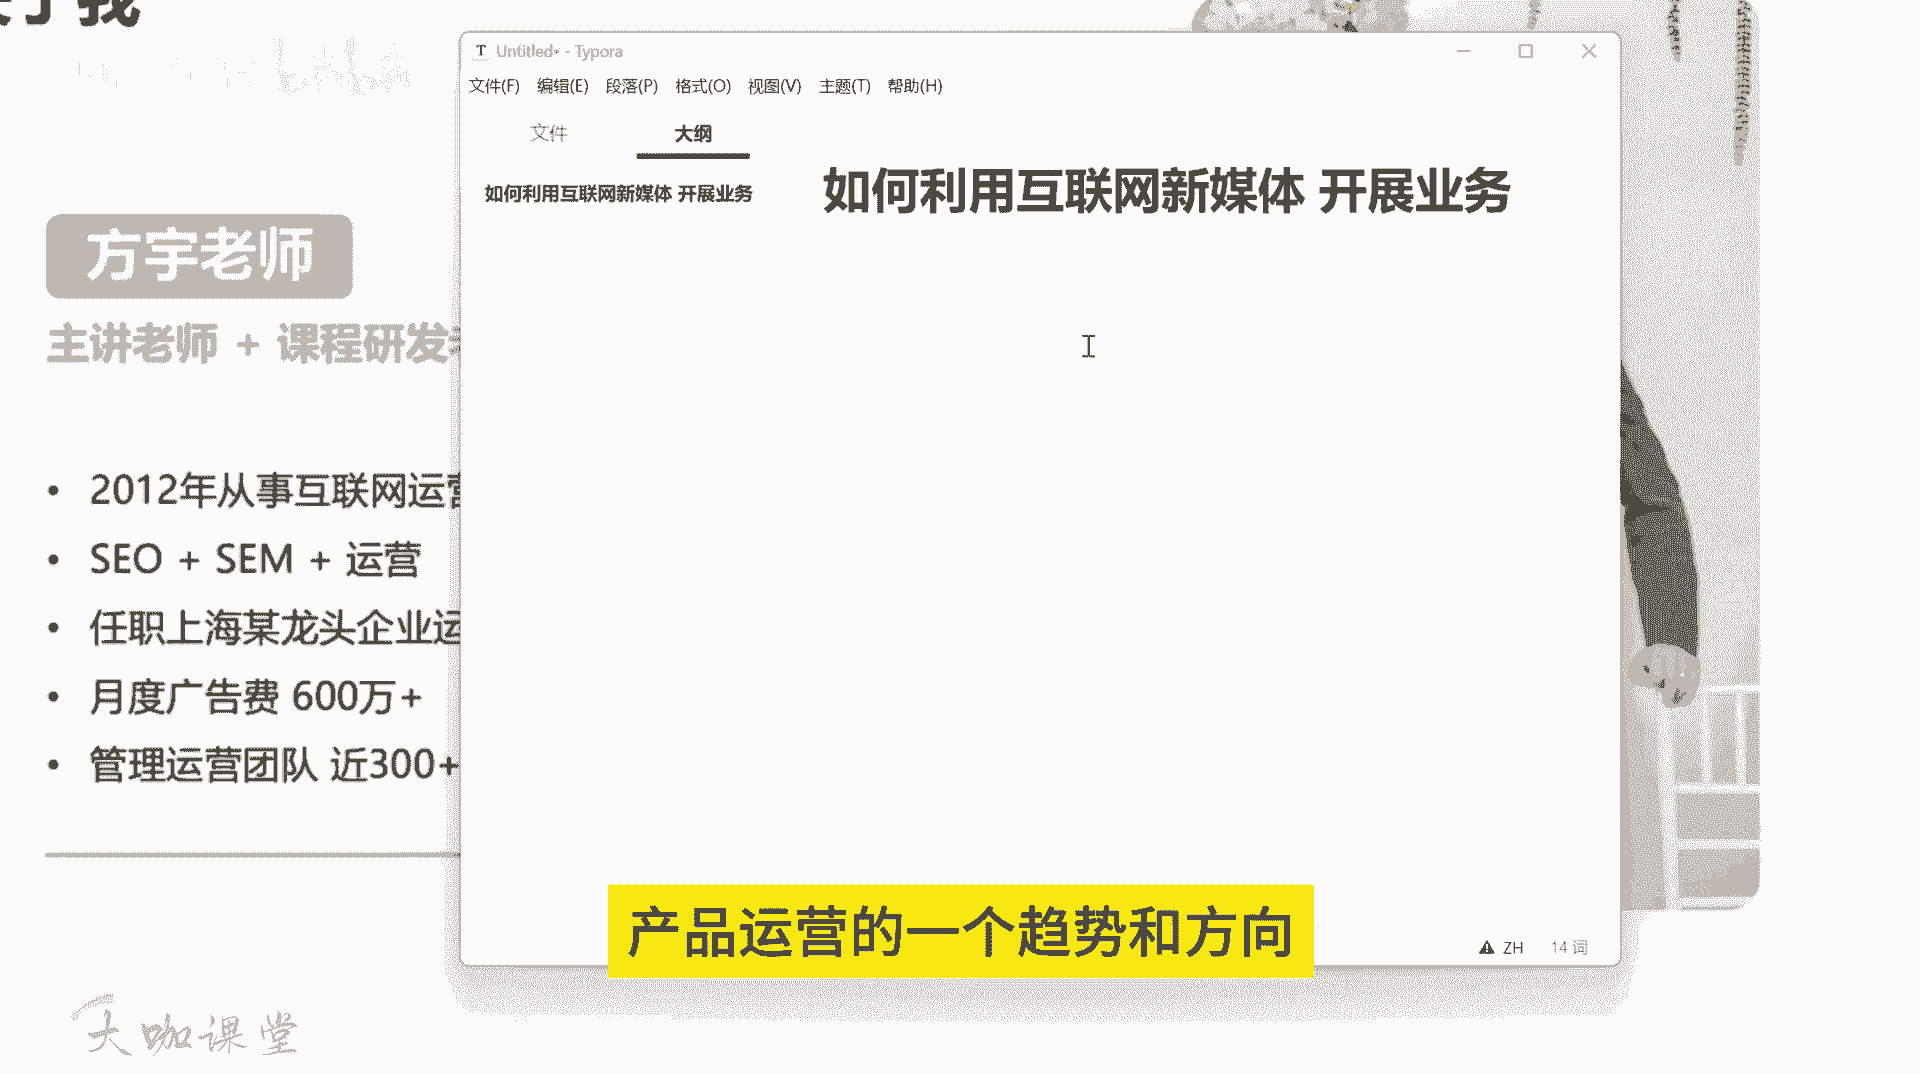 方宇老师
主讲老师 + 课程研发
2012年从事互联网运营
SEO + SEM + 运营
任职上海某龙头企业运
月度广告费 600万+
管理运营团队 近300+
大咖课堂
Untitled• - Typora
文件(F) 编辑(E) 段落(P) 格式(O) 视图(V) 主题(T) 帮助(H)
文件 大纲
如何利用互联网新媒体 开展业务
如何利用互联网新媒体 开展业务
ZH 14 词
产品运营的一个趋势和方向